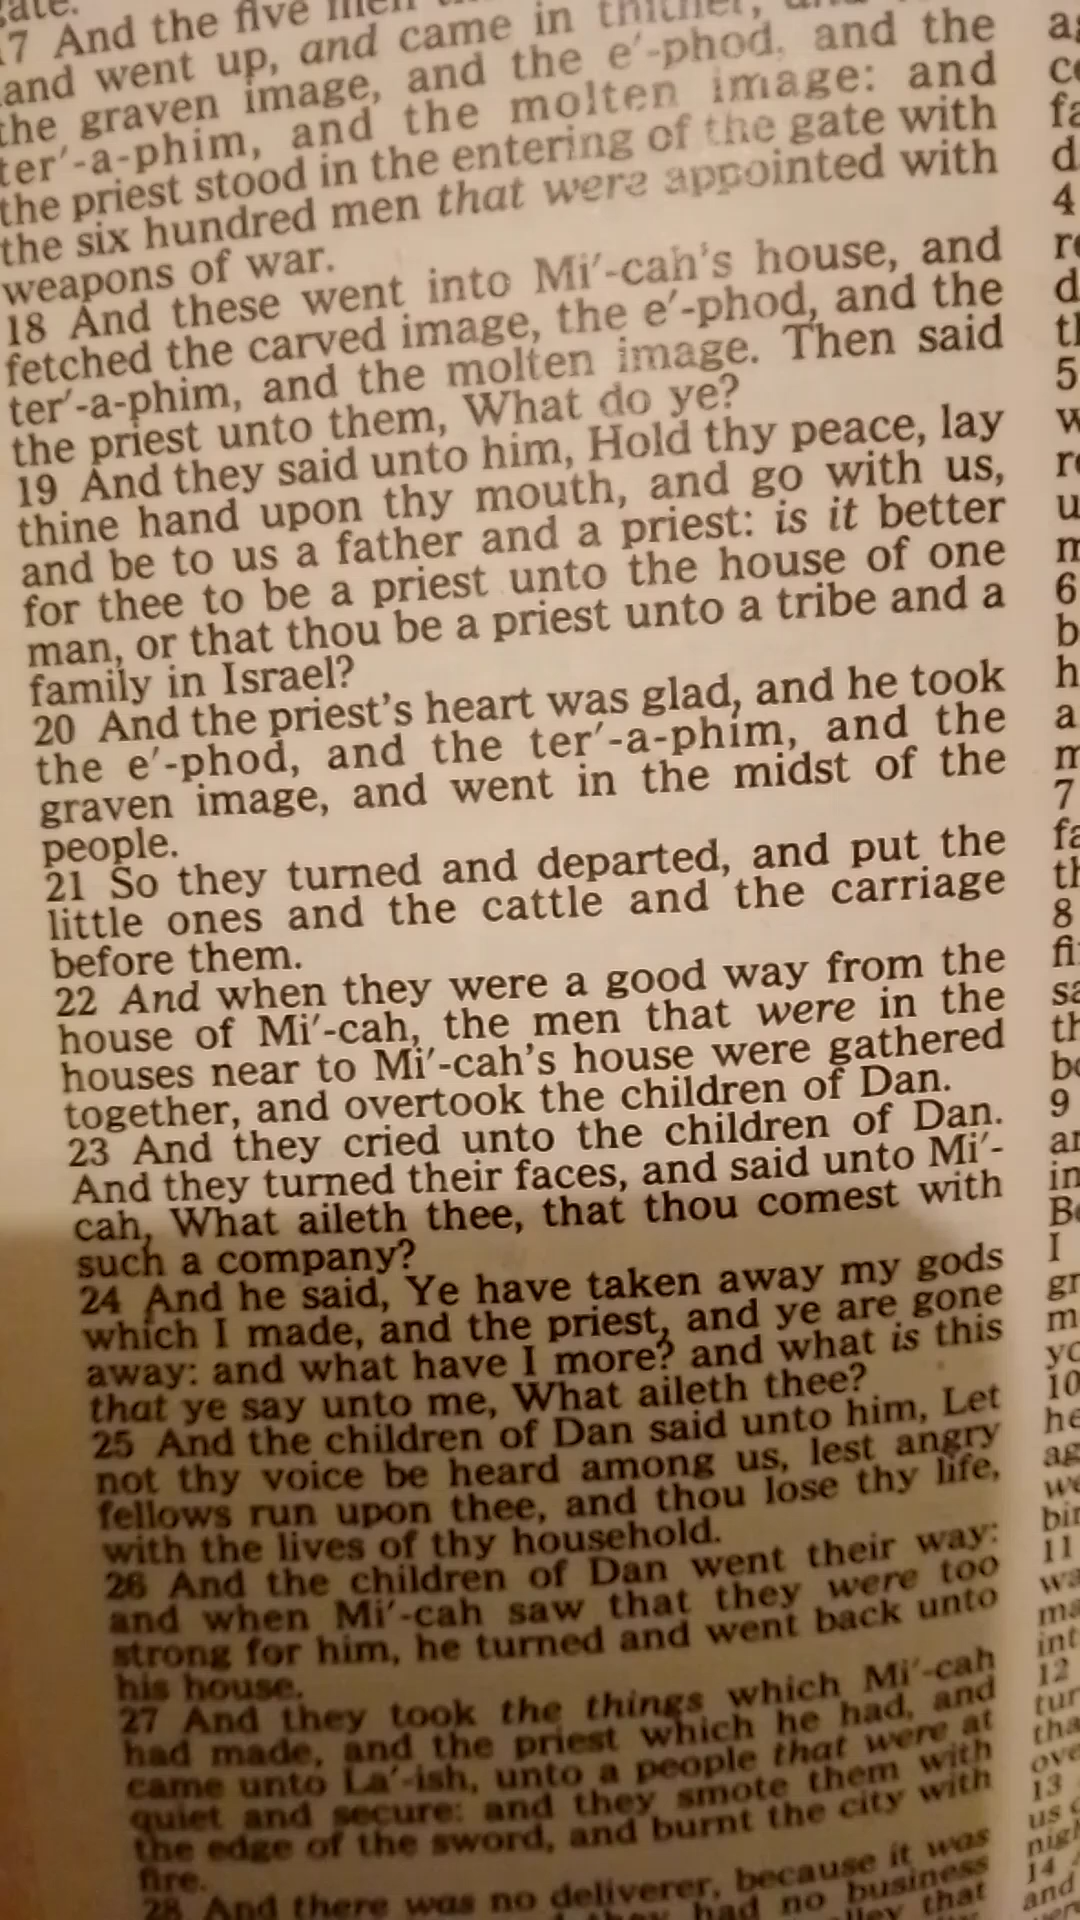 gate.
17 And the five men
and went up, and came in thither,
the graven image, and the e′-phod, and the
ter′-a-phim, and the molten image: and
the priest stood in the entering of the gate with
the six hundred men that were appointed with
weapons of war.
18 And these went into Mi′-cah's house, and
fetched the carved image, the e′-phod, and the
ter′-a-phim, and the molten image. Then said
the priest unto them, What do ye?
19 And they said unto him, Hold thy peace, lay
thine hand upon thy mouth, and go with us,
and be to us a father and a priest: is it better
for thee to be a priest unto the house of one
man, or that thou be a priest unto a tribe and a
family in Israel?
20 And the priest's heart was glad, and he took
the e′-phod, and the ter′-a-phim, and the
graven image, and went in the midst of the
people.
21 So they turned and departed, and put the
little ones and the cattle and the carriage
before them.
22 And when they were a good way from the
house of Mi′-cah, the men that were in the
houses near to Mi′-cah's house were gathered
together, and overtook the children of Dan.
23 And they cried unto the children of Dan.
And they turned their faces, and said unto Mi′-
cah, What aileth thee, that thou comest with
such a company?
24 And he said, Ye have taken away my gods
which I made, and the priest, and ye are gone
away: and what have I more? and what is this
that ye say unto me, What aileth thee?
25 And the children of Dan said unto him, Let
not thy voice be heard among us, lest angry
fellows run upon thee, and thou lose thy life,
with the lives of thy household.
26 And the children of Dan went their way:
and when Mi′-cah saw that they were too
strong for him, he turned and went back unto
his house.
27 And they took the things which Mi′-cah
had made, and the priest which he had, and
came unto La′-ish, unto a people that were at
quiet and secure: and they smote them with
the edge of the sword, and burnt the city with
fire.
28 And there was no deliverer, because it was
they had no business
that
4
5
6
7
8
9
I
10
11
12
13
us
14
and